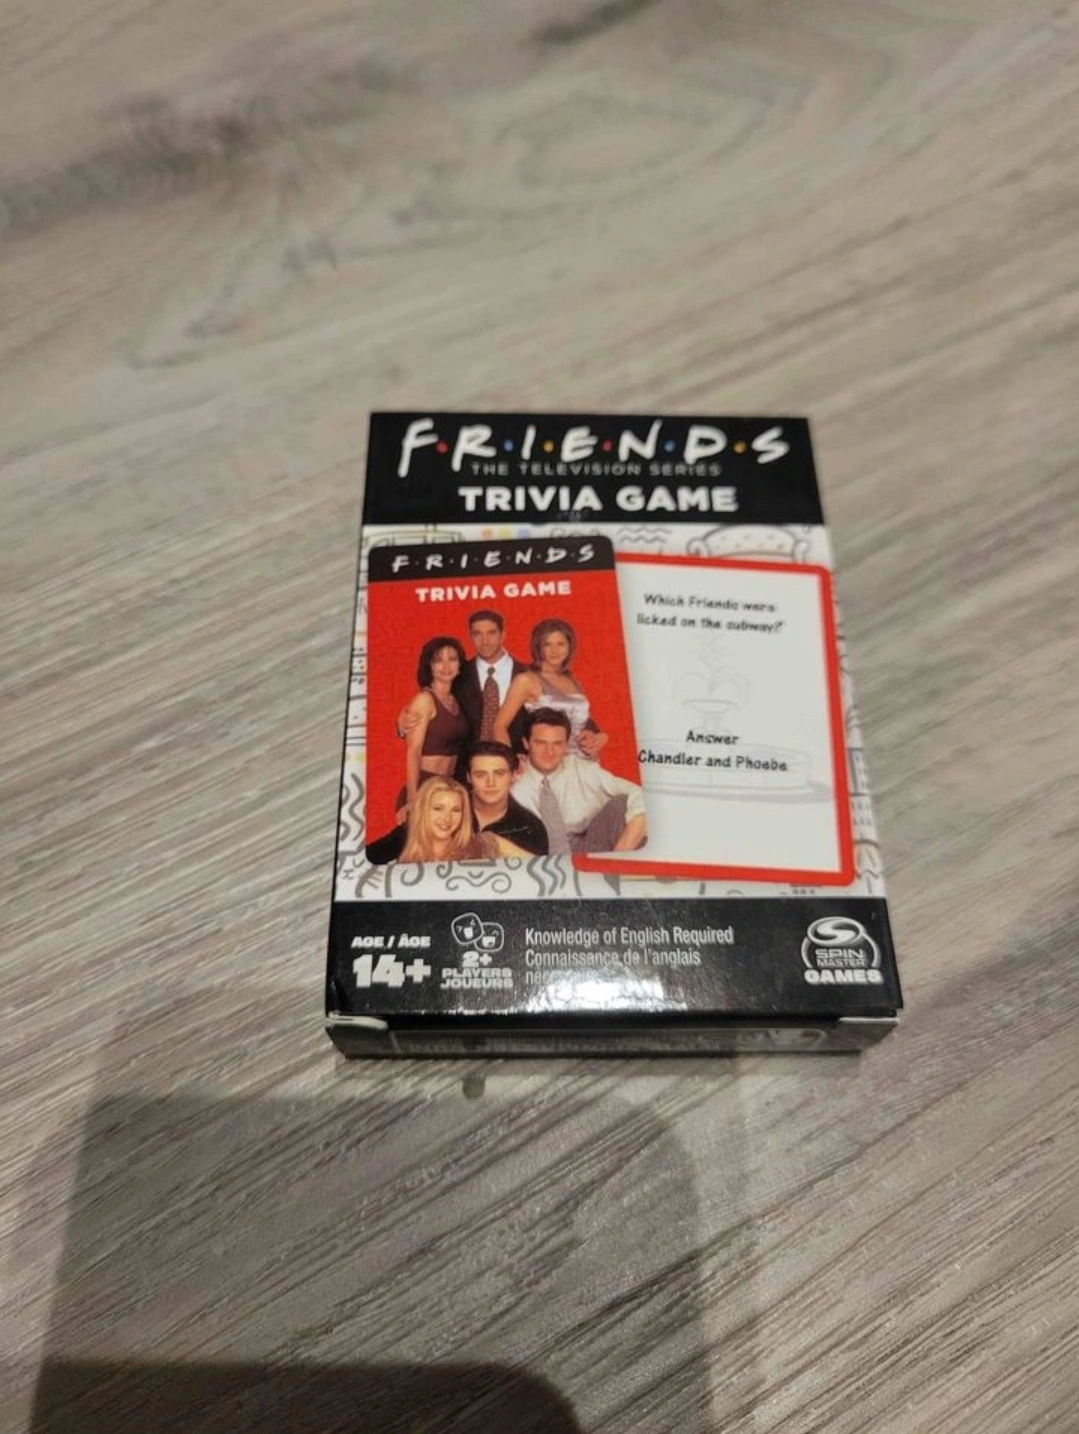 F·R·I·E·N·D·S
THE TELEVISION SERIES
TRIVIA GAME
F·R·I·E·N·D·S
TRIVIA GAME
Which Friends were
licked on the subway?
Answer
Chandler and Phoebe
AGE / ÂGE
14+
2+
PLAYERS
JOUEURS
Knowledge of English Required
Connaissance de l'anglais
SPIN
MASTER
GAMES